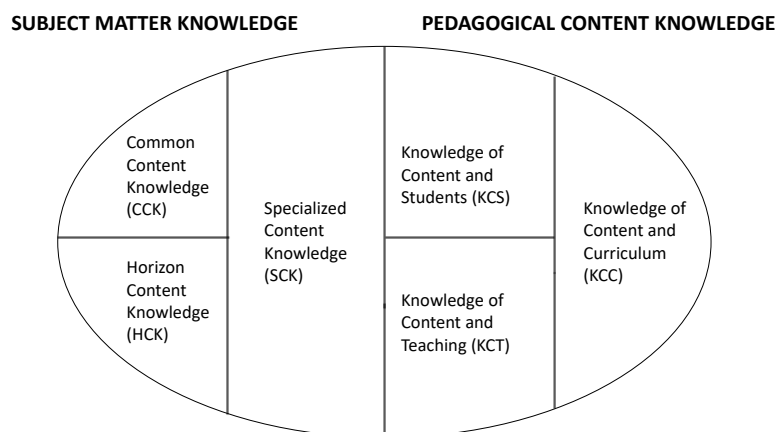 SUBJECT MATTER KNOWLEDGE
PEDAGOGICAL CONTENT KNOWLEDGE
Common
Content
Knowledge
(CCK)
Horizon
Content
Knowledge
(HCK)
Specialized
Content
Knowledge
(SCK)
Knowledge of
Content and
Students (KCS)
Knowledge of
Content and
Teaching (KCT)
Knowledge of
Content and
Curriculum
(KCC)